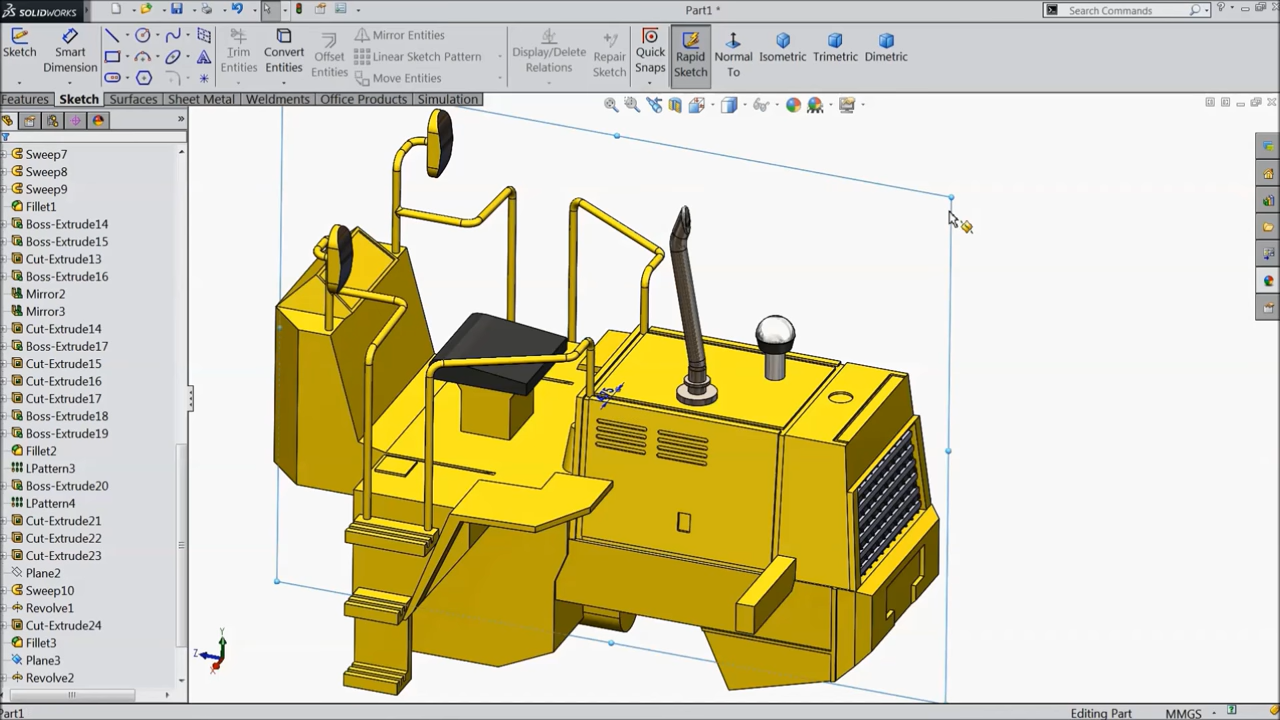 SOLIDWORKS
Part1 *
Search Commands
Sketch
Smart Dimension
Trim Entities
Convert Entities
Offset Entities
Mirror Entities
Linear Sketch Pattern
Move Entities
Display/Delete Relations
Repair Sketch
Quick Snaps
Rapid Sketch
Normal To
Isometric
Trimetric
Dimetric
Features
Sketch
Surfaces
Sheet Metal
Weldments
Office Products
Simulation
Sweep7
Sweep8
Sweep9
Fillet1
Boss-Extrude14
Boss-Extrude15
Cut-Extrude13
Boss-Extrude16
Mirror2
Mirror3
Cut-Extrude14
Boss-Extrude17
Cut-Extrude15
Cut-Extrude16
Cut-Extrude17
Boss-Extrude18
Boss-Extrude19
Fillet2
LPattern3
Boss-Extrude20
LPattern4
Cut-Extrude21
Cut-Extrude22
Cut-Extrude23
Plane2
Sweep10
Revolve1
Cut-Extrude24
Fillet3
Plane3
Revolve2
Y
Z
X
Part1
Editing Part
MMGS